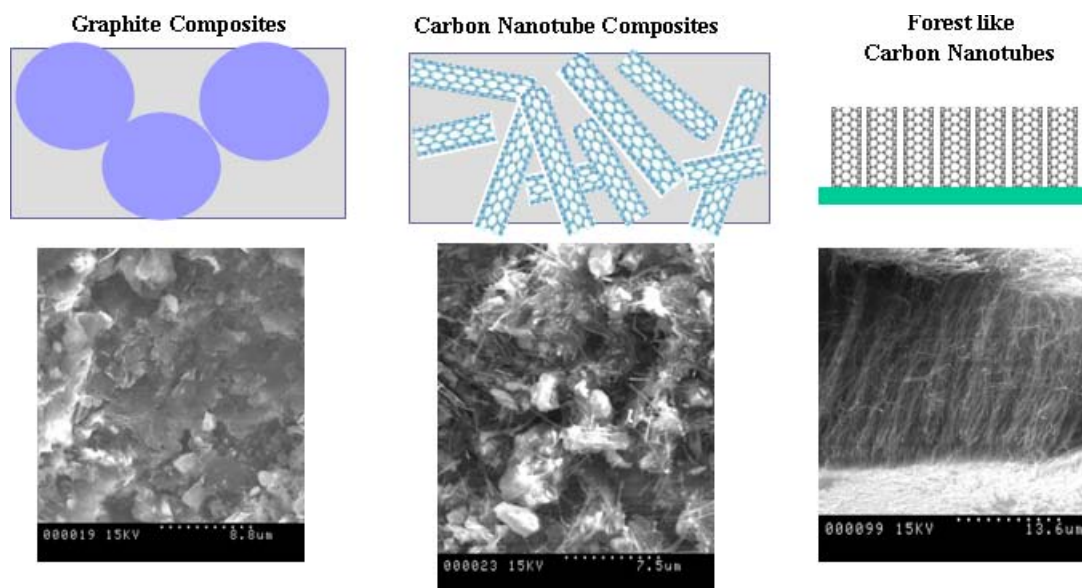 Graphite Composites
Carbon Nanotube Composites
Forest like
Carbon Nanotubes
000019 15KV 8.8um
000023 15KV 7.5um
000099 15KV 13.6um